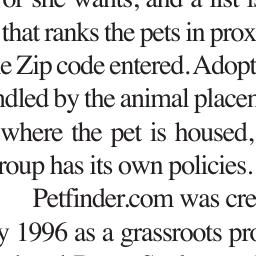 or she wants, and a list is
that ranks the pets in prox
Zip code entered. Adopt
ndled by the animal placem
where the pet is housed,
roup has its own policies.
Petfinder.com was cre
y 1996 as a grassroots pro